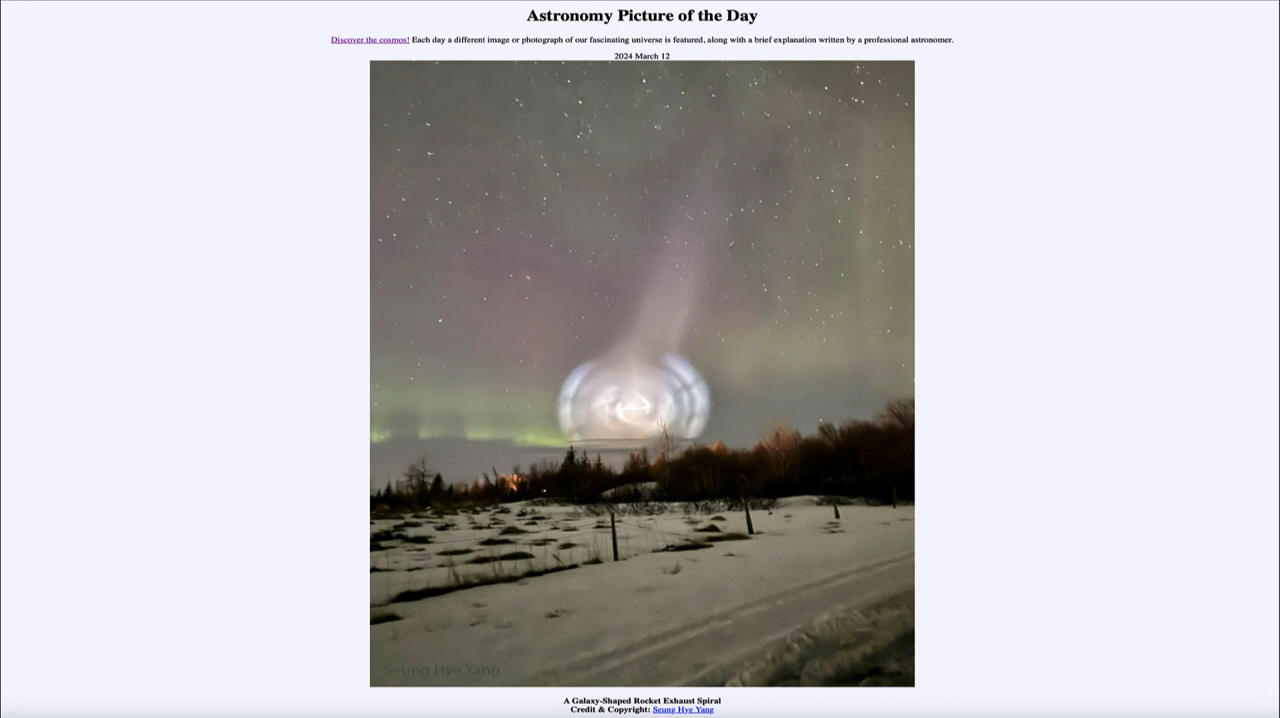 Astronomy Picture of the Day
Discover the cosmos! Each day a different image or photograph of our fascinating universe is featured, along with a brief explanation written by a professional astronomer.
2024 March 12
Seung Hye Yang
A Galaxy-Shaped Rocket Exhaust Spiral
Credit & Copyright: Seung Hye Yang